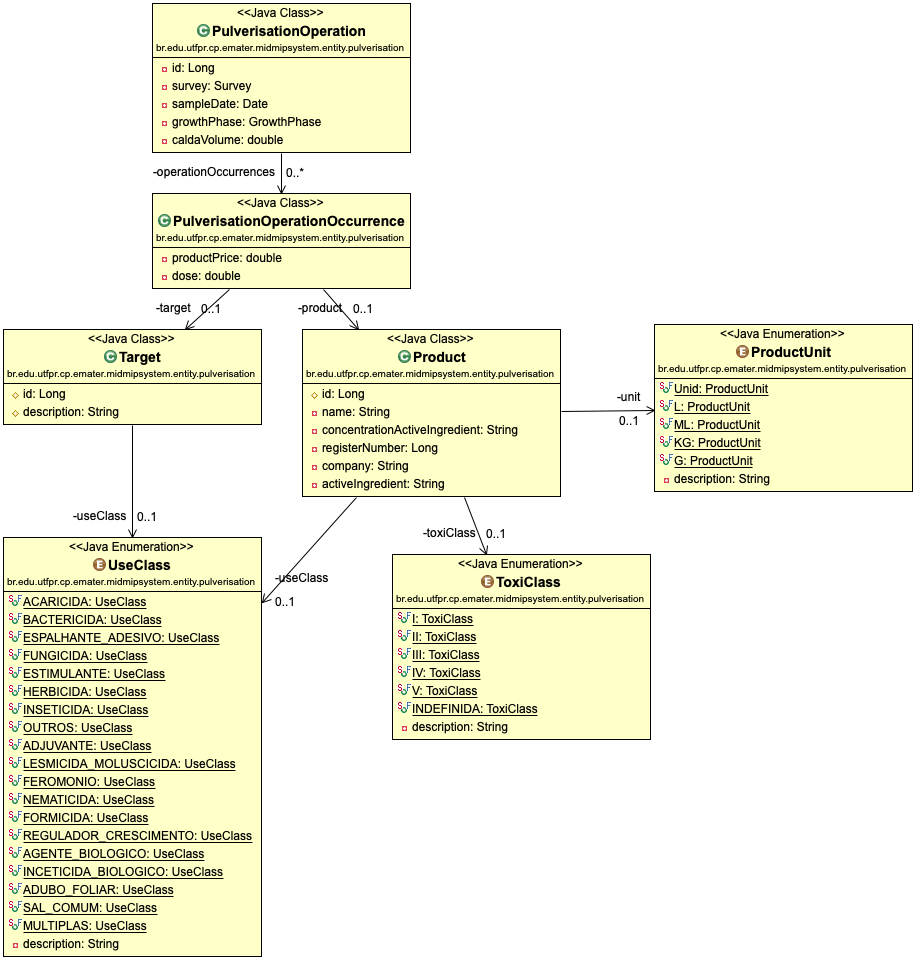 <<Java Class>>
PulverisationOperation
br.edu.utfpr.cp.emater.midmipsystem.entity.pulverisation
id: Long
survey: Survey
sampleDate: Date
growthPhase: GrowthPhase
caldaVolume: double
-operationOccurrences 0..*
<<Java Class>>
PulverisationOperationOccurrence
br.edu.utfpr.cp.emater.midmipsystem.entity.pulverisation
productPrice: double
dose: double
-target 0..1
-product 0..1
<<Java Class>>
Target
br.edu.utfpr.cp.emater.midmipsystem.entity.pulverisation
id: Long
description: String
<<Java Class>>
Product
br.edu.utfpr.cp.emater.midmipsystem.entity.pulverisation
id: Long
name: String
concentrationActiveIngredient: String
registerNumber: Long
company: String
activeIngredient: String
-unit
0..1
<<Java Enumeration>>
ProductUnit
br.edu.utfpr.cp.emater.midmipsystem.entity.pulverisation
Unid: ProductUnit
L: ProductUnit
ML: ProductUnit
KG: ProductUnit
G: ProductUnit
description: String
-useClass 0..1
-useClass
0..1
-toxiClass 0..1
<<Java Enumeration>>
UseClass
br.edu.utfpr.cp.emater.midmipsystem.entity.pulverisation
ACARICIDA: UseClass
BACTERICIDA: UseClass
ESPALHANTE_ADESIVO: UseClass
FUNGICIDA: UseClass
ESTIMULANTE: UseClass
HERBICIDA: UseClass
INSETICIDA: UseClass
OUTROS: UseClass
ADJUVANTE: UseClass
LESMICIDA_MOLUSCICIDA: UseClass
FEROMONIO: UseClass
NEMATICIDA: UseClass
FORMICIDA: UseClass
REGULADOR_CRESCIMENTO: UseClass
AGENTE_BIOLOGICO: UseClass
INCETICIDA_BIOLOGICO: UseClass
ADUBO_FOLIAR: UseClass
SAL_COMUM: UseClass
MULTIPLAS: UseClass
description: String
<<Java Enumeration>>
ToxiClass
br.edu.utfpr.cp.emater.midmipsystem.entity.pulverisation
I: ToxiClass
II: ToxiClass
III: ToxiClass
IV: ToxiClass
V: ToxiClass
INDEFINIDA: ToxiClass
description: String